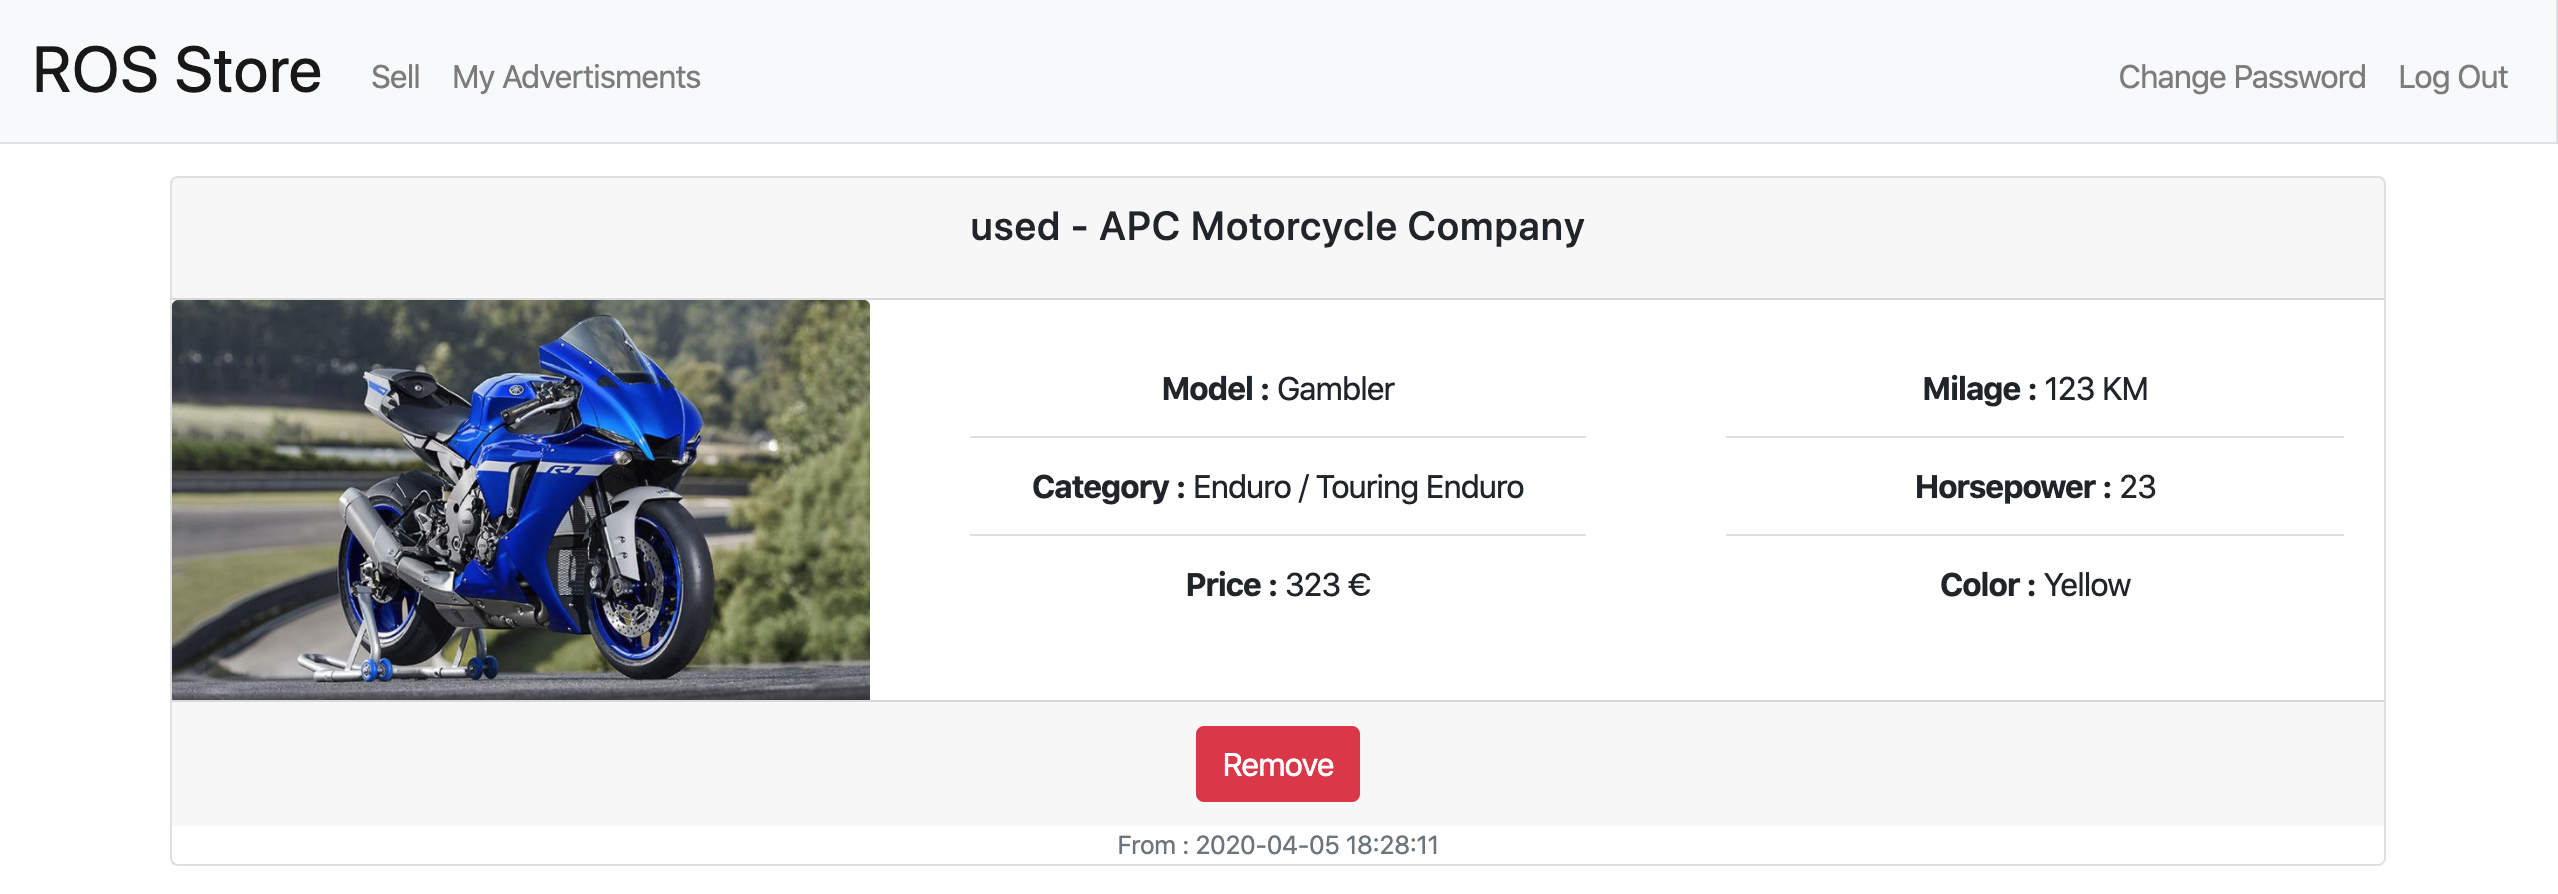 ROS Store Sell My Advertisments Change Password Log Out
used - APC Motorcycle Company
R1
Model : Gambler
Milage : 123 KM
Category : Enduro / Touring Enduro
Horsepower : 23
Price : 323 €
Color : Yellow
Remove
From : 2020-04-05 18:28:11